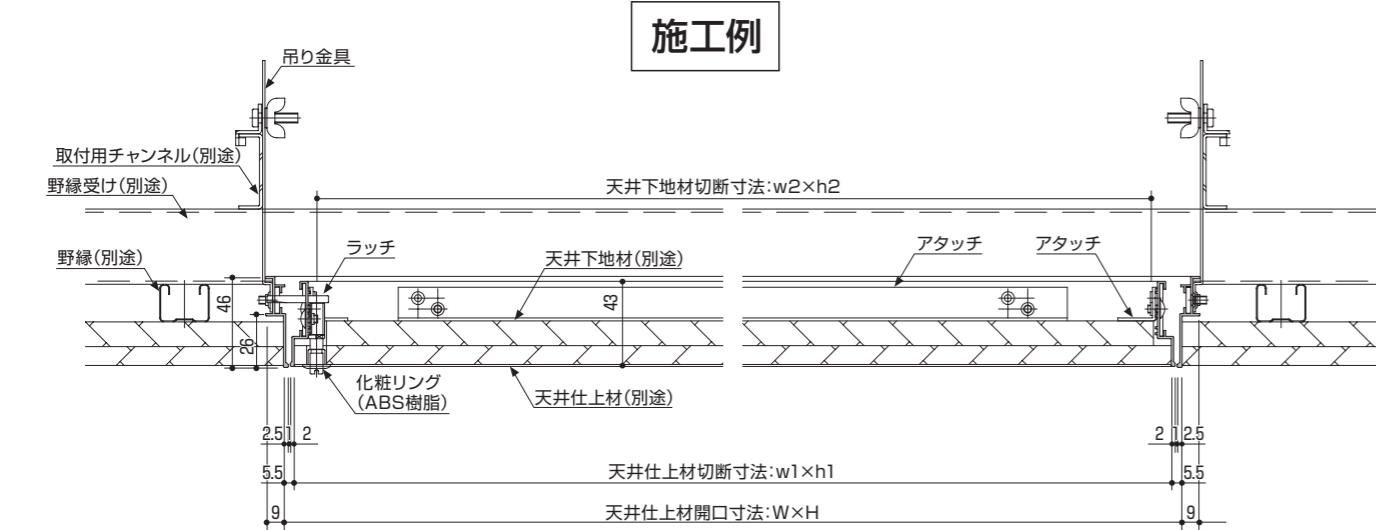 施工例
吊り金具
取付用チャンネル(別途)
野縁受け(別途)
天井下地材切断寸法:w2×h2
野縁(別途)
ラッチ
天井下地材(別途)
アタッチ
アタッチ
46
43
26
化粧リング
(ABS樹脂)
天井仕上材(別途)
2.5 1 2
2 1 2.5
5.5
天井仕上材切断寸法:w1×h1
5.5
9
天井仕上材開口寸法:W×H
9